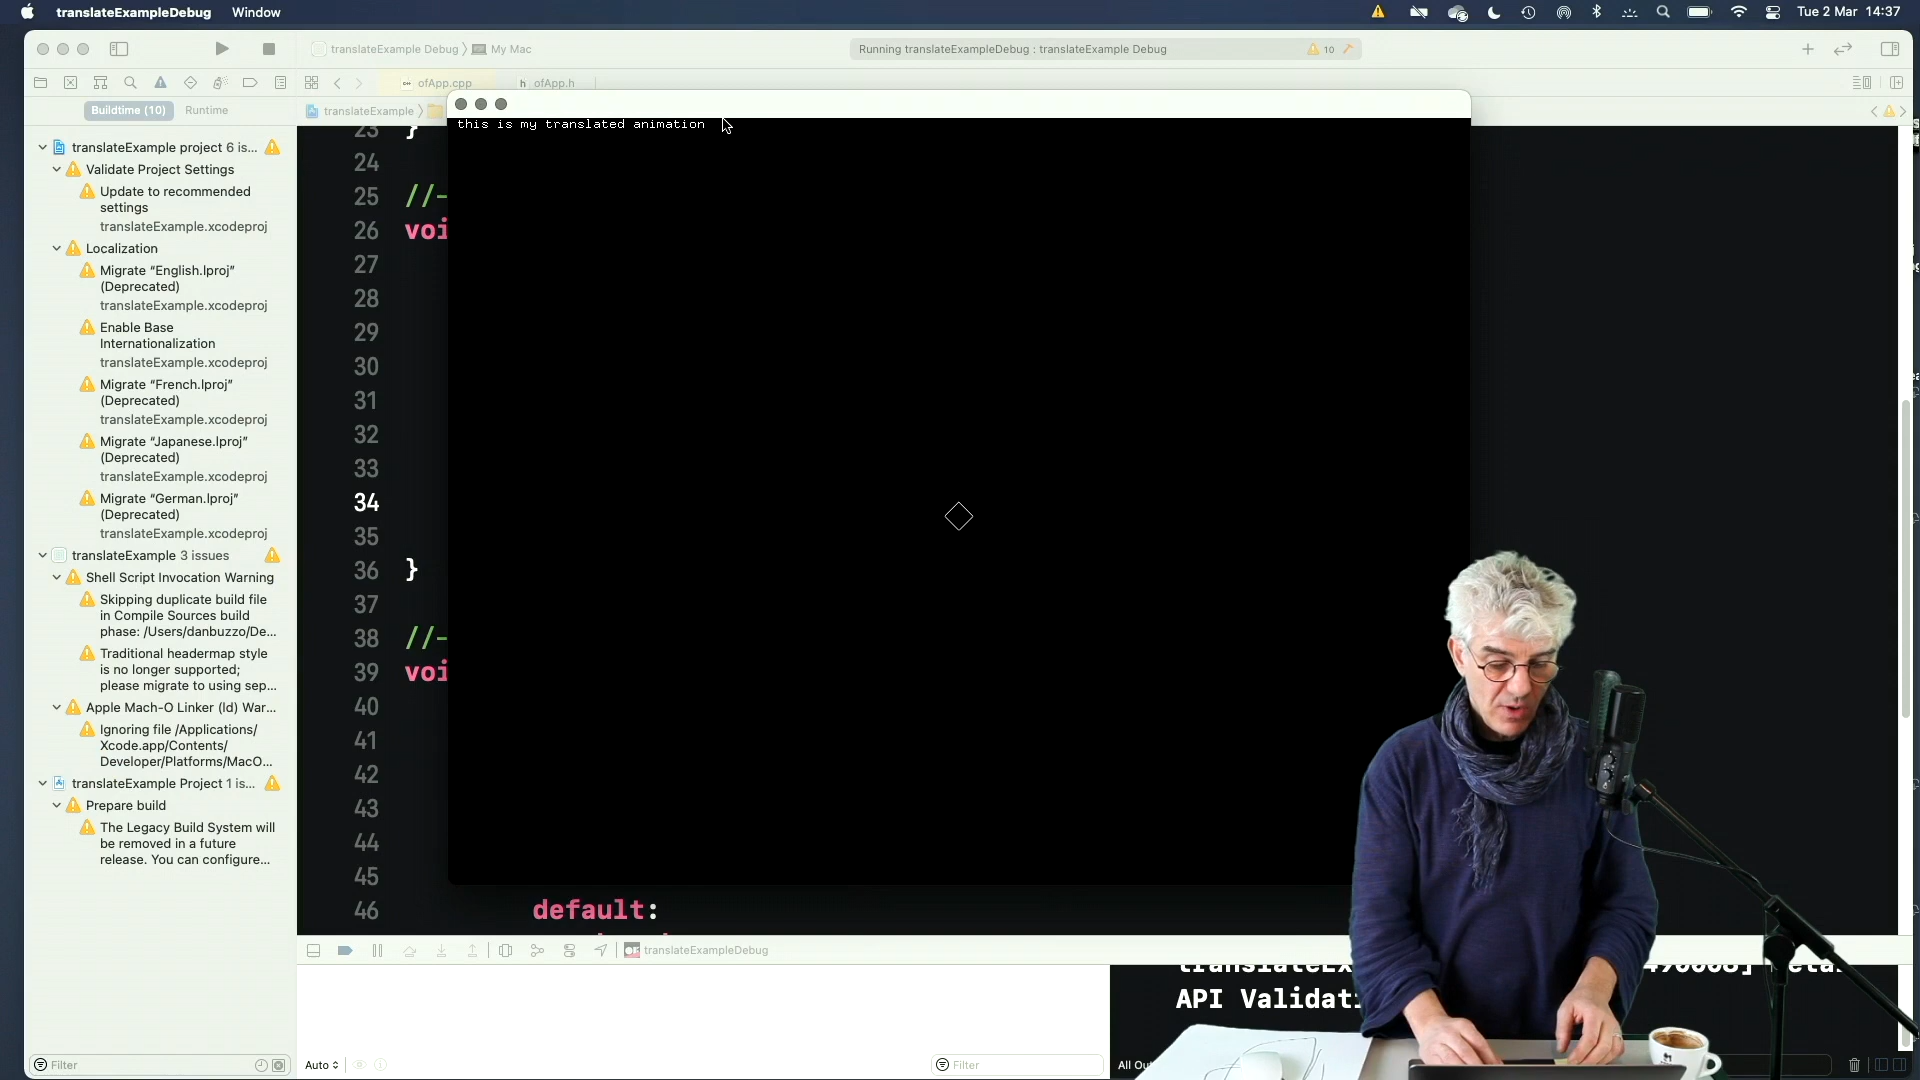 translateExampleDebug Window
Tue 2 Mar 14:37
translateExample Debug My Mac
Running translateExampleDebug : translateExample Debug
10
ofApp.cpp
h ofApp.h
Buildtime (10) Runtime
translateExample
this is my translated animation
translateExample project 6 is...
Validate Project Settings
Update to recommended
settings
translateExample.xcodeproj
Localization
Migrate “English.lproj”
(Deprecated)
translateExample.xcodeproj
Enable Base
Internationalization
translateExample.xcodeproj
Migrate “French.lproj”
(Deprecated)
translateExample.xcodeproj
Migrate “Japanese.lproj”
(Deprecated)
translateExample.xcodeproj
Migrate “German.lproj”
(Deprecated)
translateExample.xcodeproj
translateExample 3 issues
Shell Script Invocation Warning
Skipping duplicate build file
in Compile Sources build
phase: /Users/danbuzzo/De...
Traditional headermap style
is no longer supported;
please migrate to using sep...
Apple Mach-O Linker (ld) War...
Ignoring file /Applications/
Xcode.app/Contents/
Developer/Platforms/MacO...
translateExample Project 1 is...
Prepare build
The Legacy Build System will
be removed in a future
release. You can configure...
Filter
23 }
24
25 //-
26 voi
27
28
29
30
31
32
33
34
35
36 }
37
38 //-
39 voi
40
41
42
43
44
45
46 default:
translateExampleDebug
API Validati
Auto
Filter
All Ou